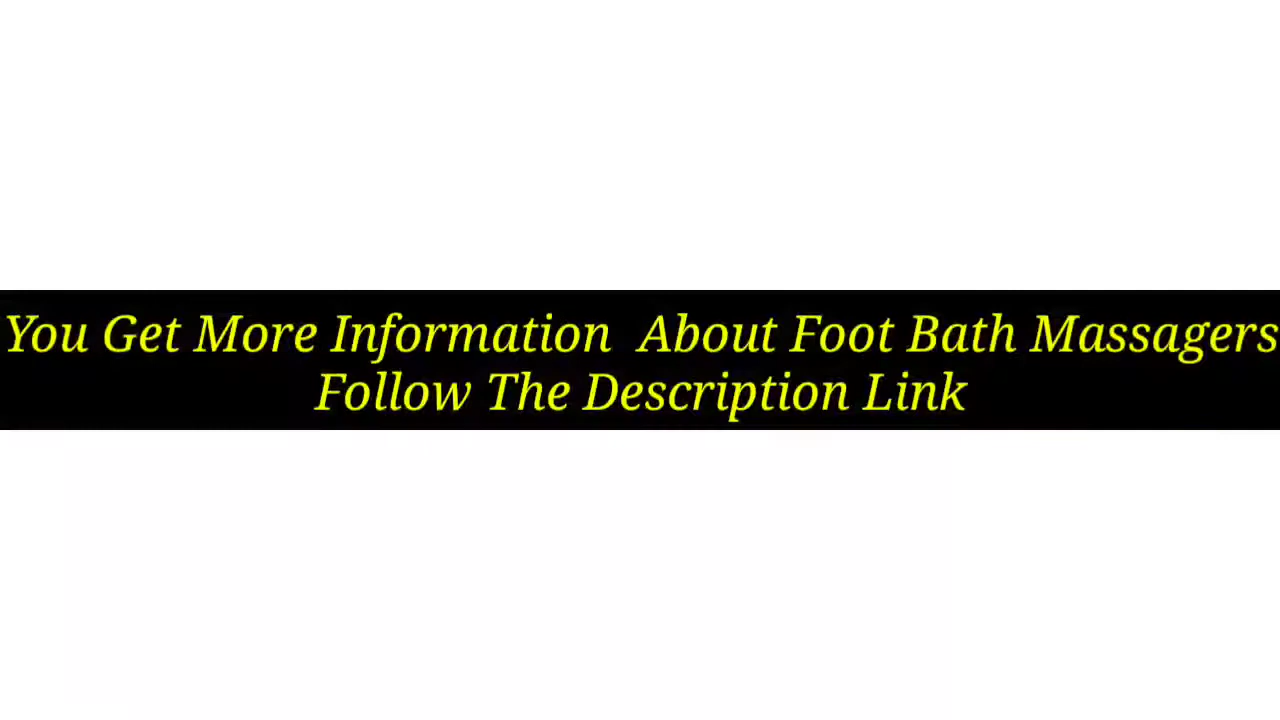 You Get More Information  About Foot Bath Massagers
Follow The Description Link